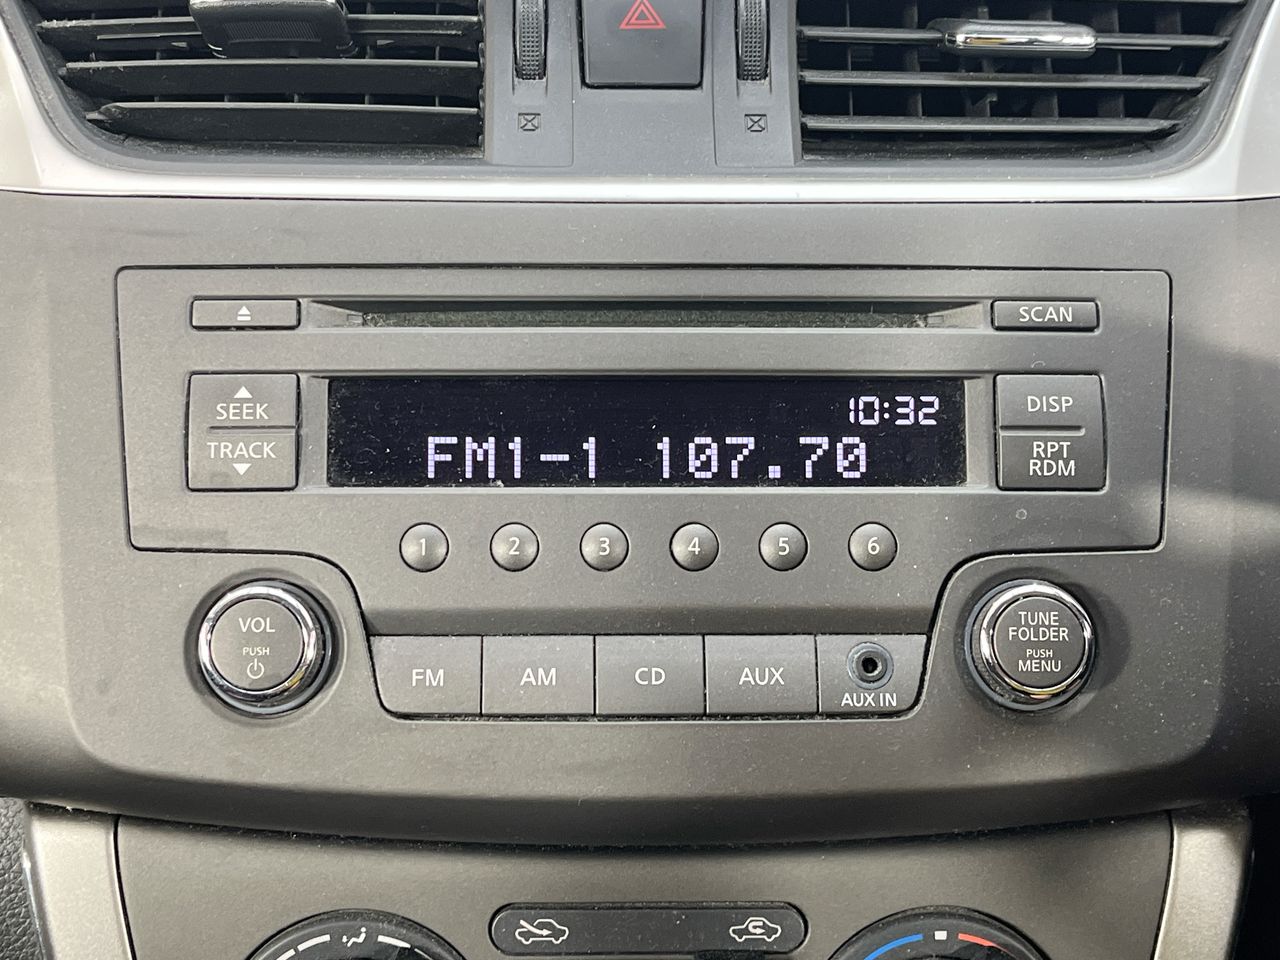 SCAN
SEEK
TRACK
10:32
FM1-1 107.70
DISP
RPT
RDM
1 2 3 4 5 6
VOL
PUSH
TUNE
FOLDER
PUSH
MENU
FM AM CD AUX
AUX IN